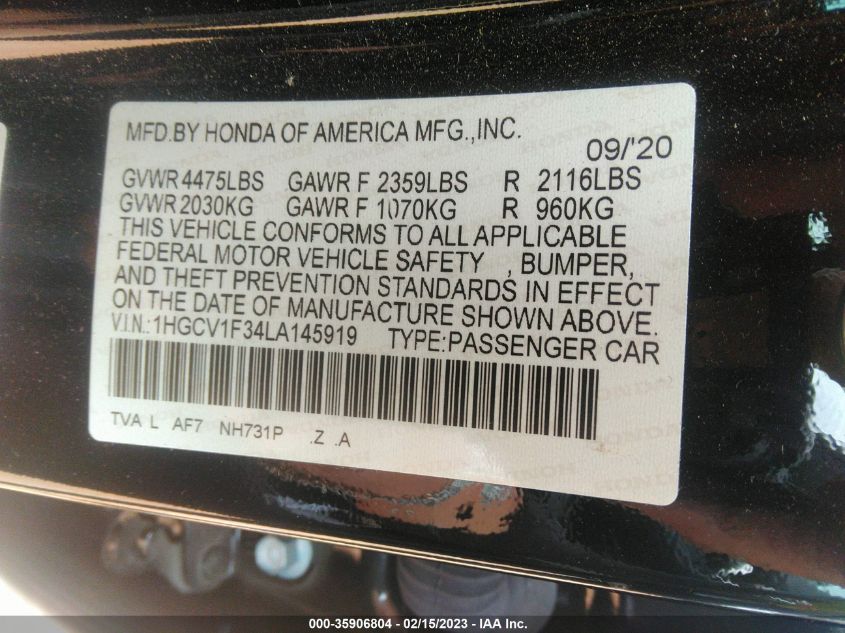 MFD.BY HONDA OF AMERICA MFG.,INC.
09/'20
GVWR 4475LBS GAWR F 2359LBS R 2116LBS
GVWR 2030KG GAWR F 1070KG R 960KG
THIS VEHICLE CONFORMS TO ALL APPLICABLE
FEDERAL MOTOR VEHICLE SAFETY , BUMPER,
AND THEFT PREVENTION STANDARDS IN EFFECT
ON THE DATE OF MANUFACTURE SHOWN ABOVE.
V.I.N.:1HGCV1F34LA145919 TYPE:PASSENGER CAR
TVA L AF7 NH731P .Z .A
000-35906804 - 02/15/2023 - IAA Inc.